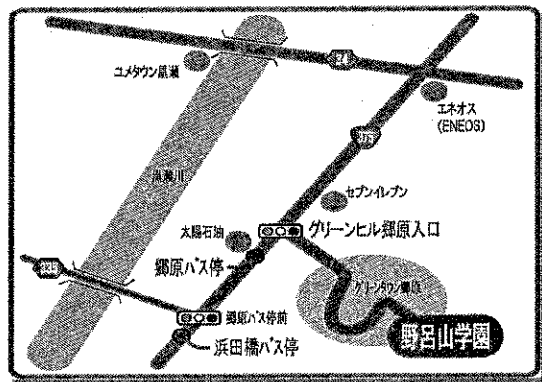 ユメタウン黒瀬
エネオス
(ENEOS)
黒瀬川
セブンイレブン
太陽石油
グリーンヒル郷原入口
郷原バス停
グリーンタウン郷原
郷原バス停前
野呂山学園
浜田橋バス停